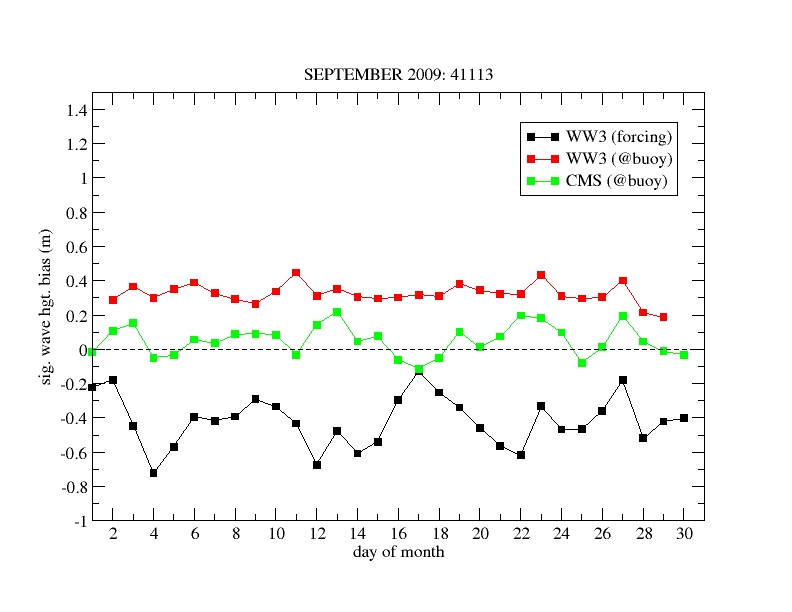 SEPTEMBER 2009: 41113
WW3 (forcing)
WW3 (@buoy)
CMS (@buoy)
sig. wave hgt. bias (m)
1.4
1.2
1
0.8
0.6
0.4
0.2
0
-0.2
-0.4
-0.6
-0.8
-1
2 4 6 8 10 12 14 16 18 20 22 24 26 28 30
day of month